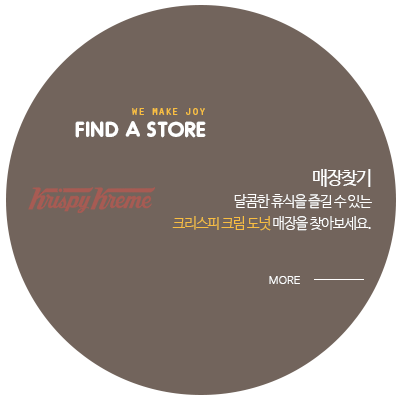 WE MAKE JOY
FIND A STORE
매장찾기
Krispy Kreme
달콤한 휴식을 즐길 수 있는
크리스피 크림 도넛 매장을 찾아보세요.
MORE